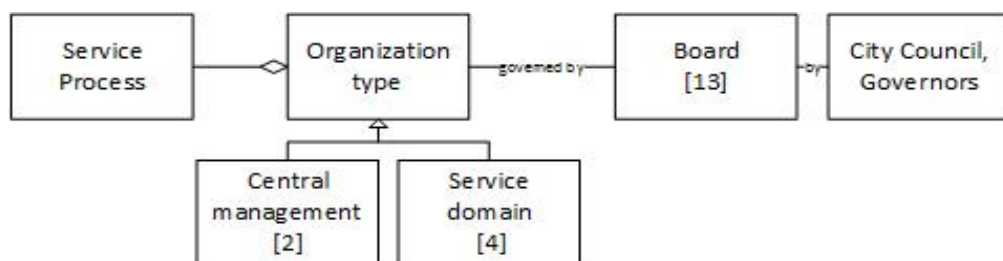 Service
Process
Organization
type
governed by
Board
[13]
by
City Council,
Governors
Central
management
[2]
Service
domain
[4]